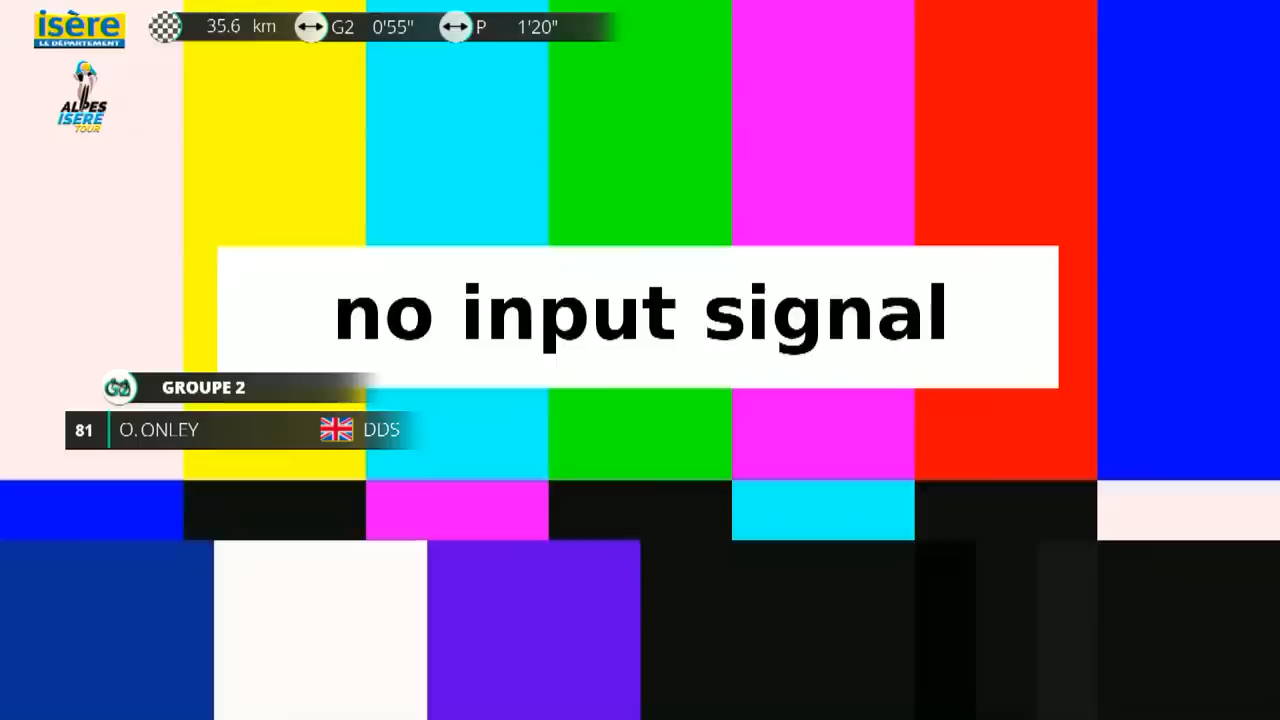 isère
LE DÉPARTEMENT
35.6 km G2 0'55" P 1'20"
ALPES
ISÈRE
TOUR
no input signal
G2 GROUPE 2
81 O. ONLEY DDS